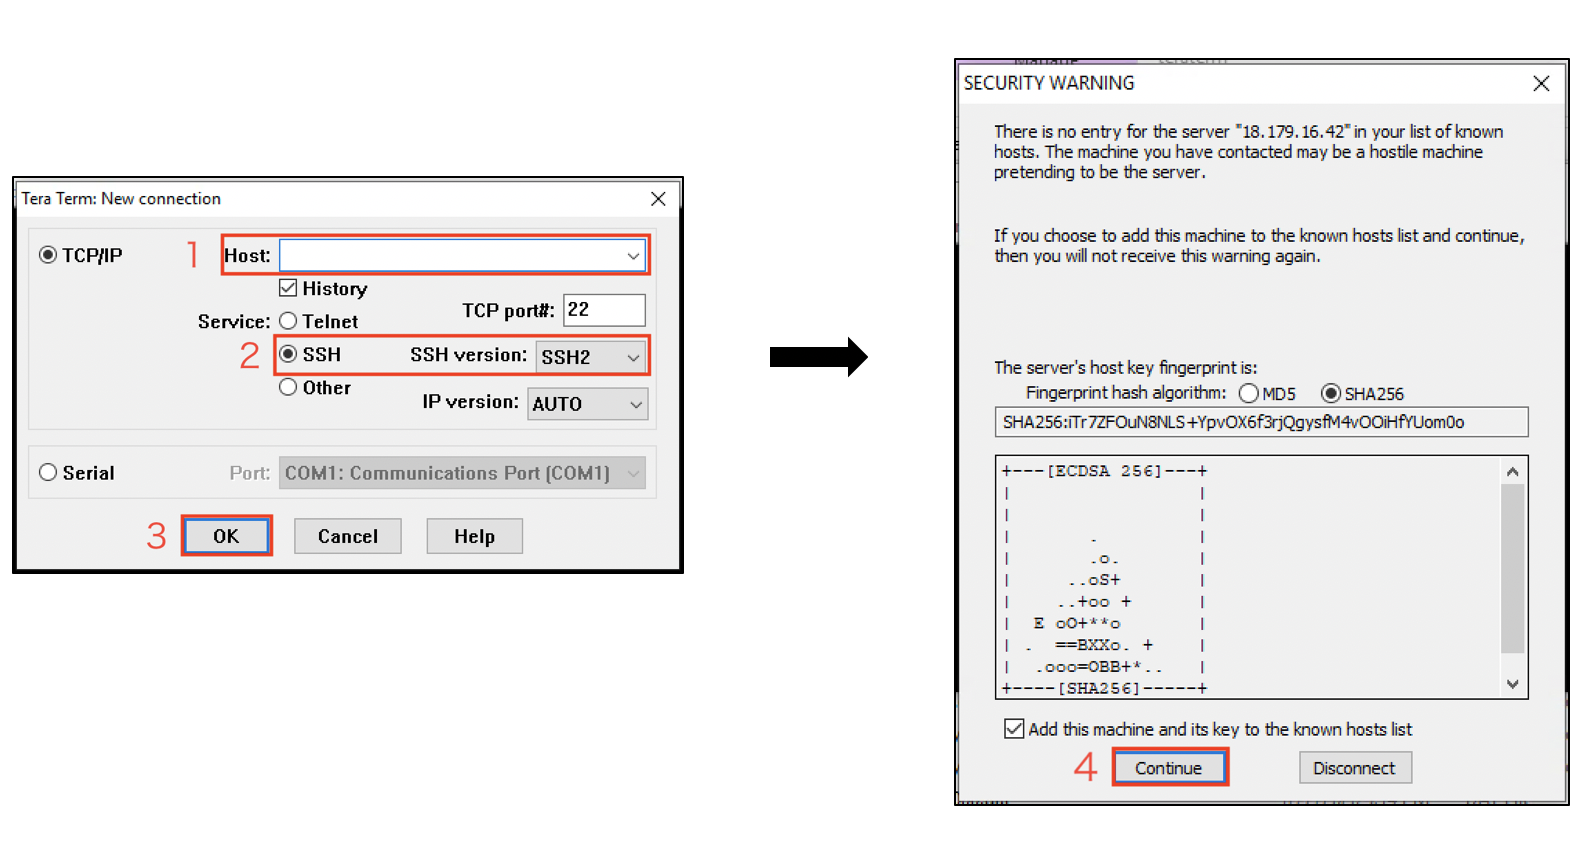 Tera Term: New connection
TCP/IP
1
Host:
History
Service:
Telnet
TCP port#: 22
2
SSH
SSH version: SSH2
Other
IP version: AUTO
Serial
Port: COM1: Communications Port (COM1)
3
OK
Cancel
Help
SECURITY WARNING
There is no entry for the server "18.179.16.42" in your list of known
hosts. The machine you have contacted may be a hostile machine
pretending to be the server.
If you choose to add this machine to the known hosts list and continue,
then you will not receive this warning again.
The server's host key fingerprint is:
Fingerprint hash algorithm: MD5 SHA256
SHA256:iTr7ZFOuN8NLS+YpvOX6f3rjQgysfM4vOOiHfYUom0o
+---[ECDSA 256]---+
|                 |
|                 |
|        .        |
|        .o.      |
|      ..oS+      |
|     ..+oo +     |
|  E oO+**o       |
| .  ==BXXo. +    |
|  .ooo=OBB+*..   |
+----[SHA256]-----+
Add this machine and its key to the known hosts list
4
Continue
Disconnect